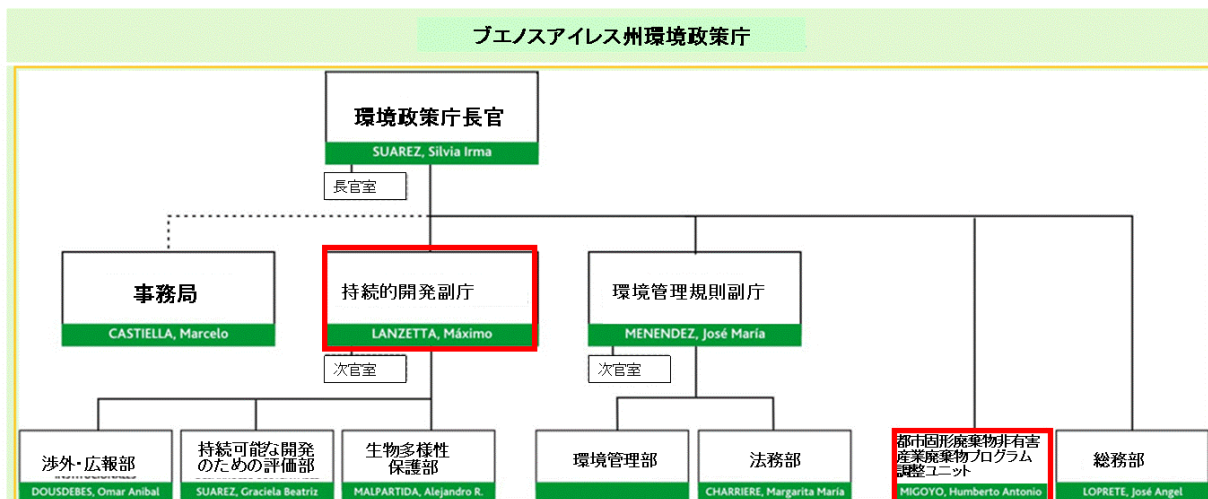 ブエノスアイレス州環境政策庁
環境政策庁長官
SUAREZ, Silvia Irma
長官室
事務局
CASTIELLA, Marcelo
持続的開発副庁
LANZETTA, Máximo
次官室
環境管理規則副庁
MENENDEZ, José María
次官室
渉外・広報部
DOUSDEBES, Omar Anibal
持続可能な開発
のための評価部
SUAREZ, Graciela Beatriz
生物多様性
保護部
MALPARTIDA, Alejandro R.
環境管理部
法務部
CHARRIERE, Margarita María
都市固形廃棄物非有害
産業廃棄物プログラム
調整ユニット
MIGOYO, Humberto Antonio
総務部
LOPRETE, José Ángel